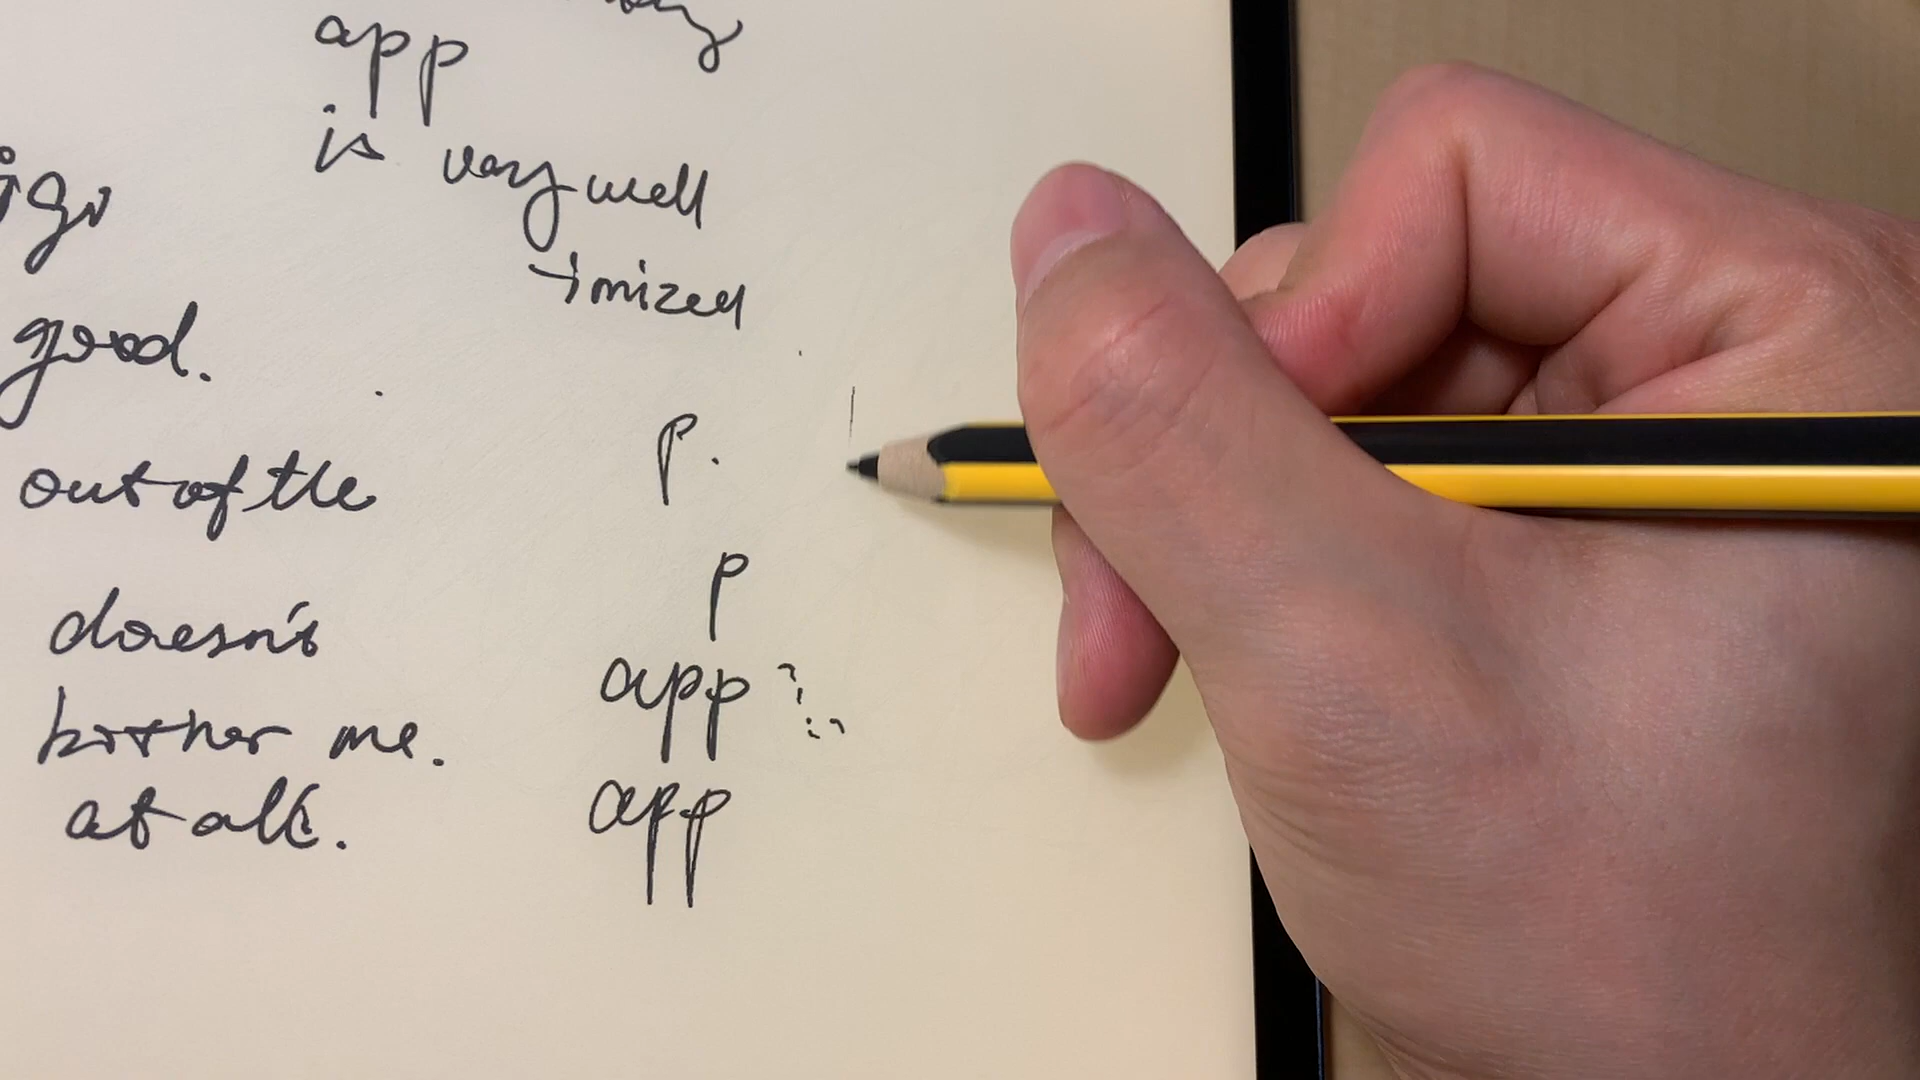 app
is very well
timized
good.
out of the
p.
doesn's
p
app
bother me.
app
at all.